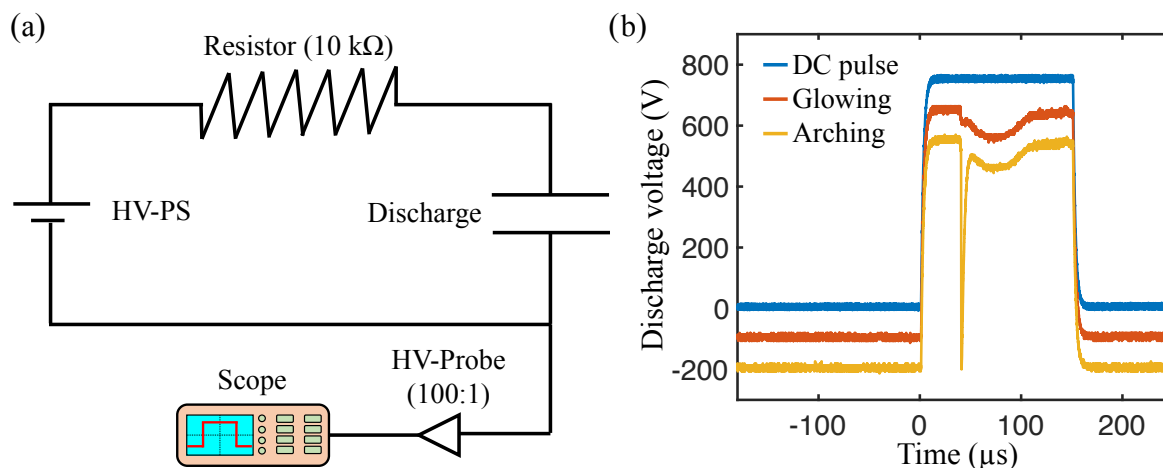 (a)
Resistor (10 kΩ)
HV-PS
Discharge
HV-Probe
(100:1)
Scope
(b)
Discharge voltage (V)
800
600
400
200
0
-200
DC pulse
Glowing
Arching
-100
0
100
200
Time (µs)